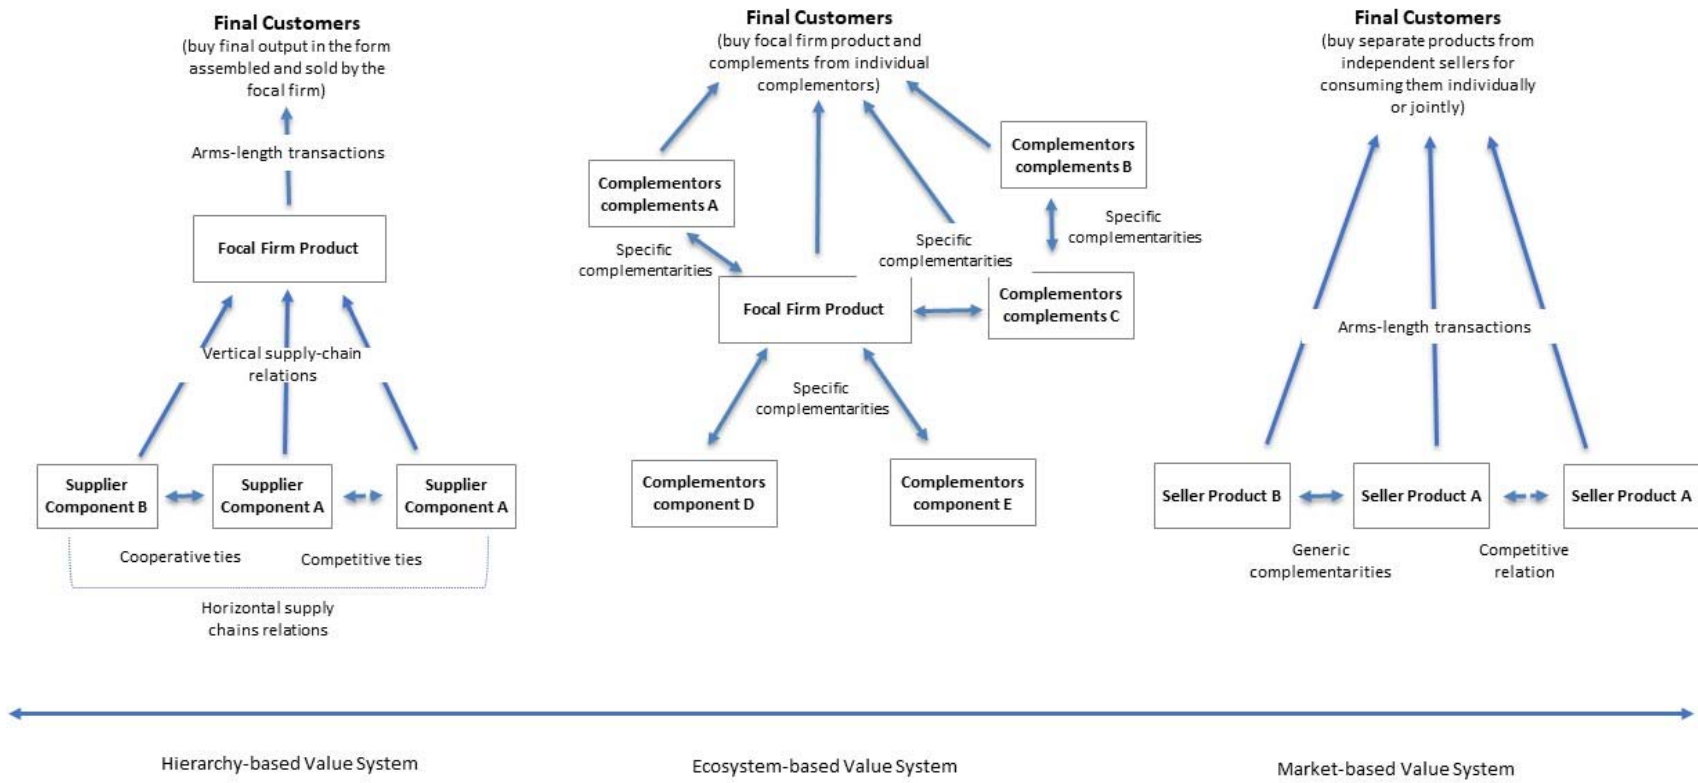 Final Customers
(buy final output in the form
assembled and sold by the
focal firm)
Arms-length transactions
Focal Firm Product
Vertical supply-chain
relations
Supplier
Component B
Supplier
Component A
Supplier
Component A
Cooperative ties
Competitive ties
Horizontal supply
chains relations
Hierarchy-based Value System
Final Customers
(buy focal firm product and
complements from individual
complementors)
Complementors
complements A
Complementors
complements B
Specific
complementarities
Specific
complementarities
Specific
complementarities
Focal Firm Product
Complementors
complements C
Specific
complementarities
Complementors
component D
Complementors
component E
Ecosystem-based Value System
Final Customers
(buy separate products from
independent sellers for
consuming them individually
or jointly)
Arms-length transactions
Seller Product B
Seller Product A
Seller Product A
Generic
complementarities
Competitive
relation
Market-based Value System